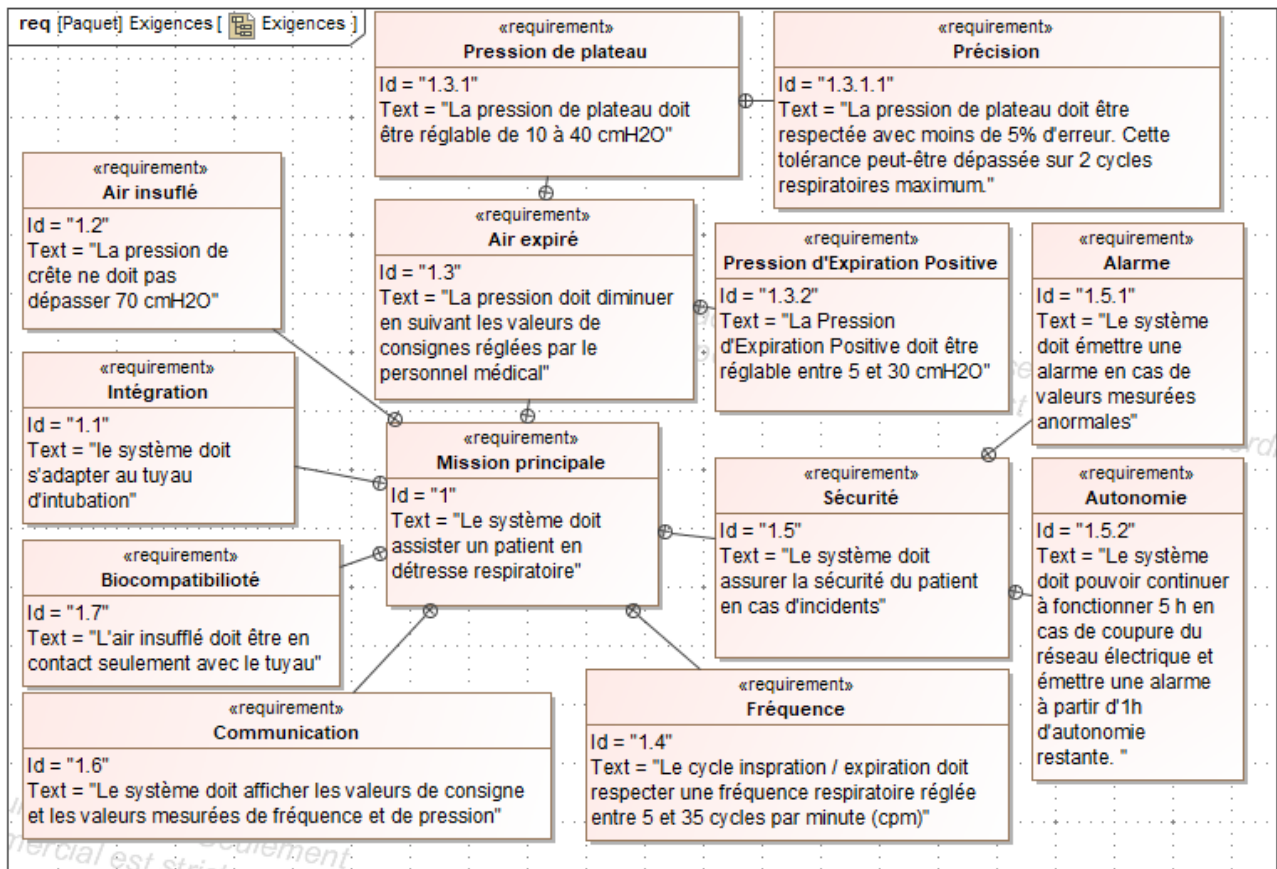 req [Paquet] Exigences [ Exigences ]
«requirement»
Pression de plateau
Id = "1.3.1"
Text = "La pression de plateau doit
être réglable de 10 à 40 cmH2O"
«requirement»
Précision
Id = "1.3.1.1"
Text = "La pression de plateau doit être
respectée avec moins de 5% d'erreur. Cette
tolérance peut-être dépassée sur 2 cycles
respiratoires maximum."
«requirement»
Air insuflé
Id = "1.2"
Text = "La pression de
crête ne doit pas
dépasser 70 cmH2O"
«requirement»
Air expiré
Id = "1.3"
Text = "La pression doit diminuer
en suivant les valeurs de
consignes réglées par le
personnel médical"
«requirement»
Pression d'Expiration Positive
Id = "1.3.2"
Text = "La Pression
d'Expiration Positive doit être
réglable entre 5 et 30 cmH2O"
«requirement»
Alarme
Id = "1.5.1"
Text = "Le système
doit émettre une
alarme en cas de
valeurs mesurées
anormales"
«requirement»
Intégration
Id = "1.1"
Text = "le système doit
s'adapter au tuyau
d'intubation"
«requirement»
Mission principale
Id = "1"
Text = "Le système doit
assister un patient en
détresse respiratoire"
«requirement»
Sécurité
Id = "1.5"
Text = "Le système doit
assurer la sécurité du patient
en cas d'incidents"
«requirement»
Autonomie
Id = "1.5.2"
Text = "Le système
doit pouvoir continuer
à fonctionner 5 h en
cas de coupure du
réseau électrique et
émettre une alarme
à partir d'1h
d'autonomie
restante. "
«requirement»
Biocompatibilioté
Id = "1.7"
Text = "L'air insufflé doit être en
contact seulement avec le tuyau"
«requirement»
Communication
Id = "1.6"
Text = "Le système doit afficher les valeurs de consigne
et les valeurs mesurées de fréquence et de pression"
«requirement»
Fréquence
Id = "1.4"
Text = "Le cycle inspration / expiration doit
respecter une fréquence respiratoire réglée
entre 5 et 35 cycles par minute (cpm)"